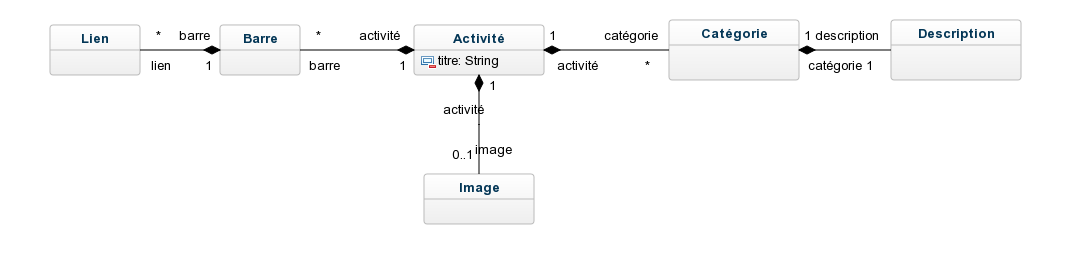 Lien
* barre
lien 1
Barre
* activité
barre 1
Activité
titre: String
1 catégorie
activité *
Catégorie
1 description
catégorie 1
Description
1
activité
0..1 image
Image